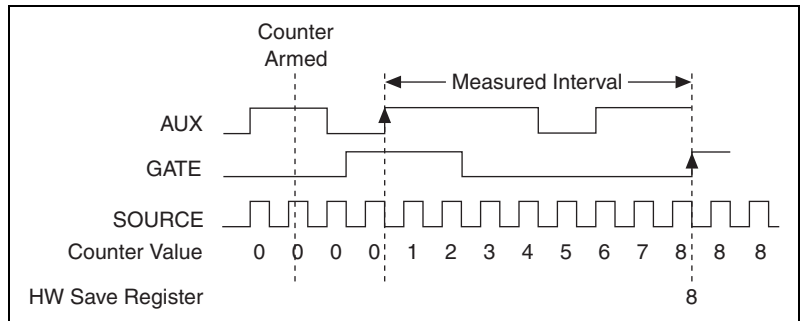 Counter
Armed
Measured Interval
AUX
GATE
SOURCE
Counter Value 0 0 0 0 1 2 3 4 5 6 7 8 8 8
HW Save Register 8